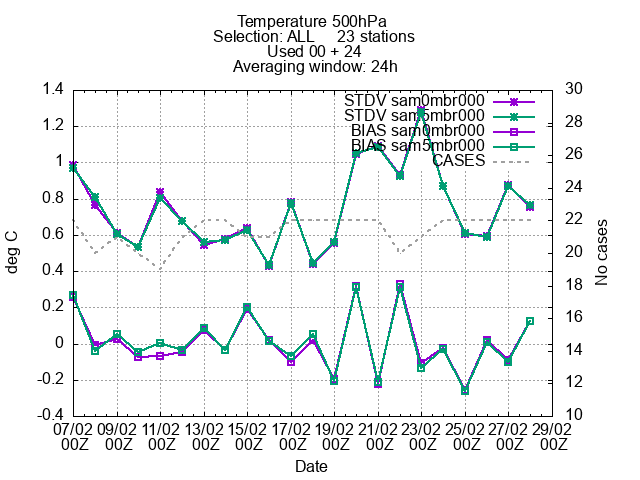 Temperature 500hPa
Selection: ALL 23 stations
Used 00 + 24
Averaging window: 24h
STDV sam0mbr000
STDV sam5mbr000
BIAS sam0mbr000
BIAS sam5mbr000
CASES
1.4
1.2
1
0.8
0.6
0.4
0.2
0
-0.2
-0.4
deg C
30
28
26
24
22
20
18
16
14
12
10
No cases
07/02 09/02 11/02 13/02 15/02 17/02 19/02 21/02 23/02 25/02 27/02 29/02
00Z 00Z 00Z 00Z 00Z 00Z 00Z 00Z 00Z 00Z 00Z 00Z
Date